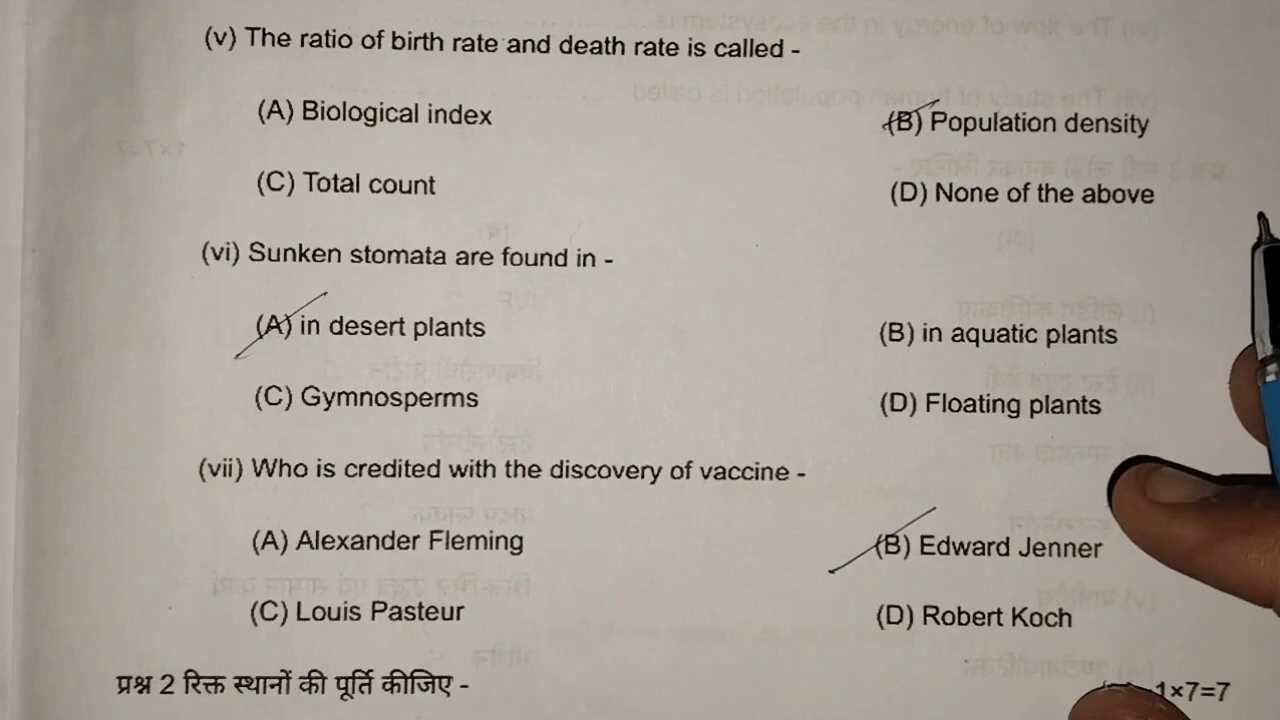 (v) The ratio of birth rate and death rate is called -
(A) Biological index (B) Population density
(C) Total count (D) None of the above
(vi) Sunken stomata are found in -
(A) in desert plants (B) in aquatic plants
(C) Gymnosperms (D) Floating plants
(vii) Who is credited with the discovery of vaccine -
(A) Alexander Fleming (B) Edward Jenner
(C) Louis Pasteur (D) Robert Koch
प्रश्न 2 रिक्त स्थानों की पूर्ति कीजिए - 1×7=7